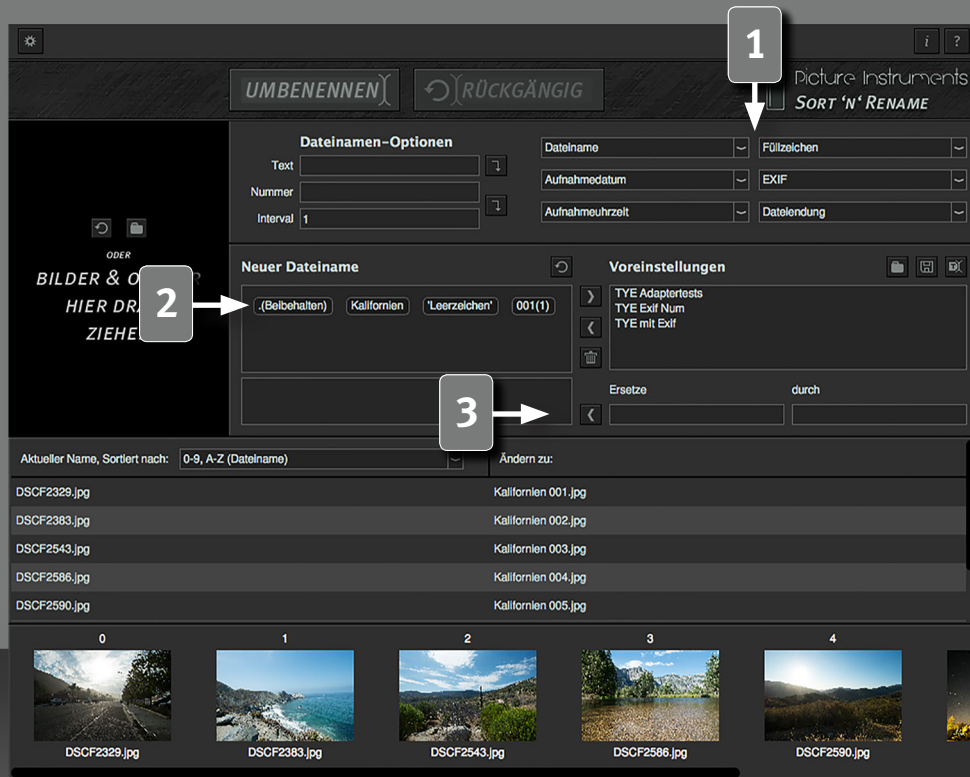 1
i ?
UMBENENNEN
RÜCKGÄNGIG
Picture Instruments
SORT 'N' RENAME
Dateinamen-Optionen
Text
Nummer
Interval 1
Dateiname
Füllzeichen
Aufnahmedatum
EXIF
Aufnahmeuhrzeit
Dateiendung
ODER
BILDER & O
HIER DR
ZIEHE
2
Neuer Dateiname
.(Beibehalten) Kalifornien 'Leerzeichen' 001(1)
Voreinstellungen
TYE Adaptertests
TYE Exif Num
TYE mit Exif
3
Ersetze
durch
Aktueller Name, Sortiert nach: 0-9, A-Z (Dateiname)
Ändern zu:
DSCF2329.jpg
Kalifornien 001.jpg
DSCF2383.jpg
Kalifornien 002.jpg
DSCF2543.jpg
Kalifornien 003.jpg
DSCF2586.jpg
Kalifornien 004.jpg
DSCF2590.jpg
Kalifornien 005.jpg
0 1 2 3 4
DSCF2329.jpg DSCF2383.jpg DSCF2543.jpg DSCF2586.jpg DSCF2590.jpg